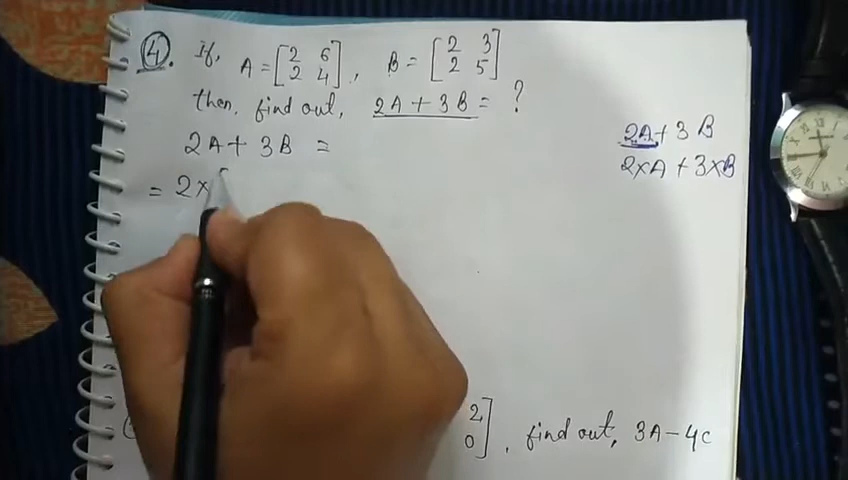 4. If, A = [2 6 2 4], B = [2 3 2 5]
then, find out, 2A + 3B = ?
2A + 3B =
= 2×
2A + 3B
2×A + 3×B
2 0], find out, 3A – 4C